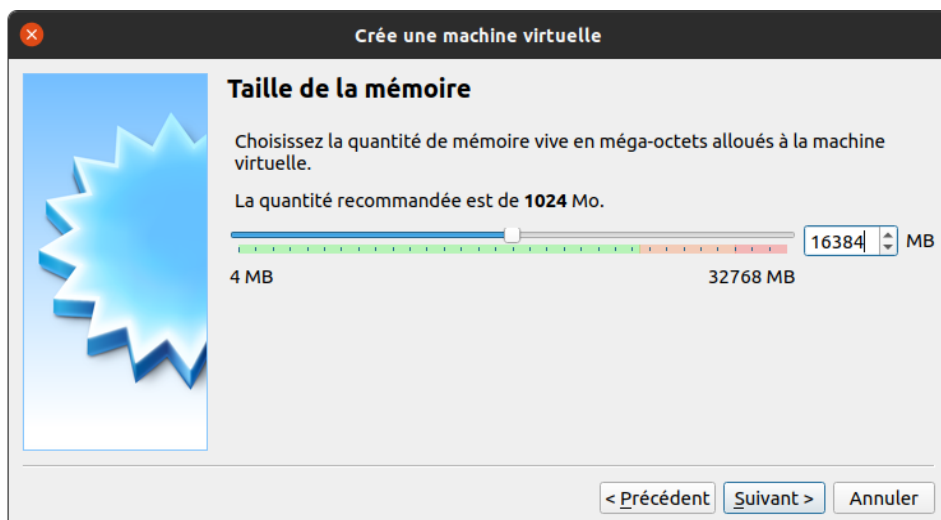 Crée une machine virtuelle
Taille de la mémoire
Choisissez la quantité de mémoire vive en méga-octets alloués à la machine
virtuelle.
La quantité recommandée est de 1024 Mo.
16384 MB
4 MB 32768 MB
< Précédent Suivant > Annuler